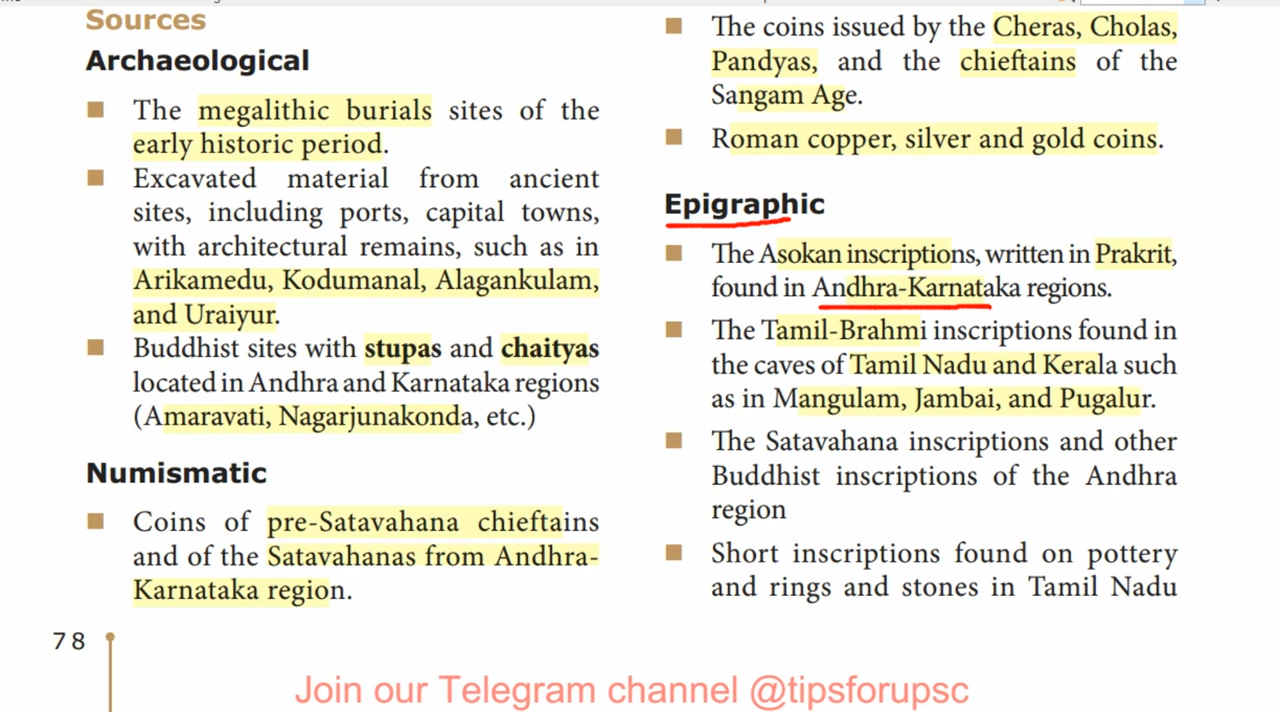 Sources
Archaeological
■ The megalithic burials sites of the
early historic period.
■ Excavated material from ancient
sites, including ports, capital towns,
with architectural remains, such as in
Arikamedu, Kodumanal, Alagankulam,
and Uraiyur.
■ Buddhist sites with stupas and chaityas
located in Andhra and Karnataka regions
(Amaravati, Nagarjunakonda, etc.)
Numismatic
■ Coins of pre-Satavahana chieftains
and of the Satavahanas from Andhra-
Karnataka region.
78
■ The coins issued by the Cheras, Cholas,
Pandyas, and the chieftains of the
Sangam Age.
■ Roman copper, silver and gold coins.
Epigraphic
■ The Asokan inscriptions, written in Prakrit,
found in Andhra-Karnataka regions.
■ The Tamil-Brahmi inscriptions found in
the caves of Tamil Nadu and Kerala such
as in Mangulam, Jambai, and Pugalur.
■ The Satavahana inscriptions and other
Buddhist inscriptions of the Andhra
region
■ Short inscriptions found on pottery
and rings and stones in Tamil Nadu
Join our Telegram channel @tipsforupsc